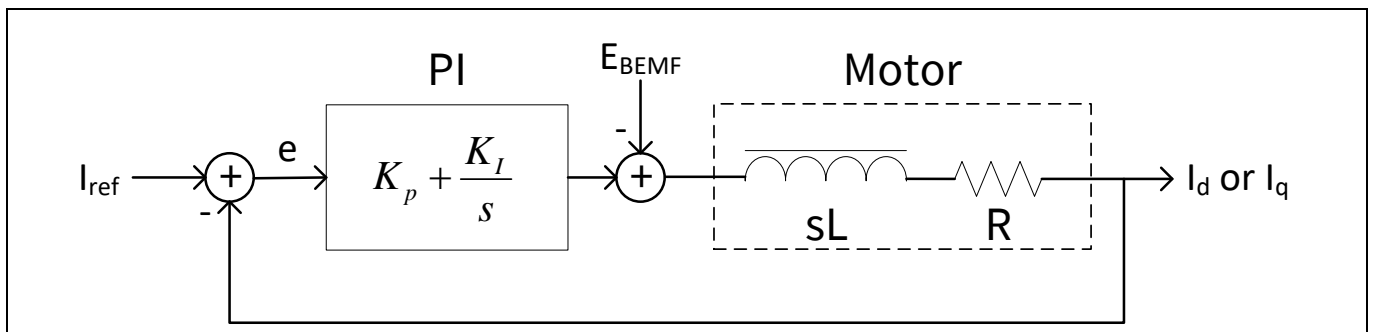 PI
E_BEMF
Motor
I_ref
+
-
e
K_p + K_I / s
-
+
sL
R
I_d or I_q